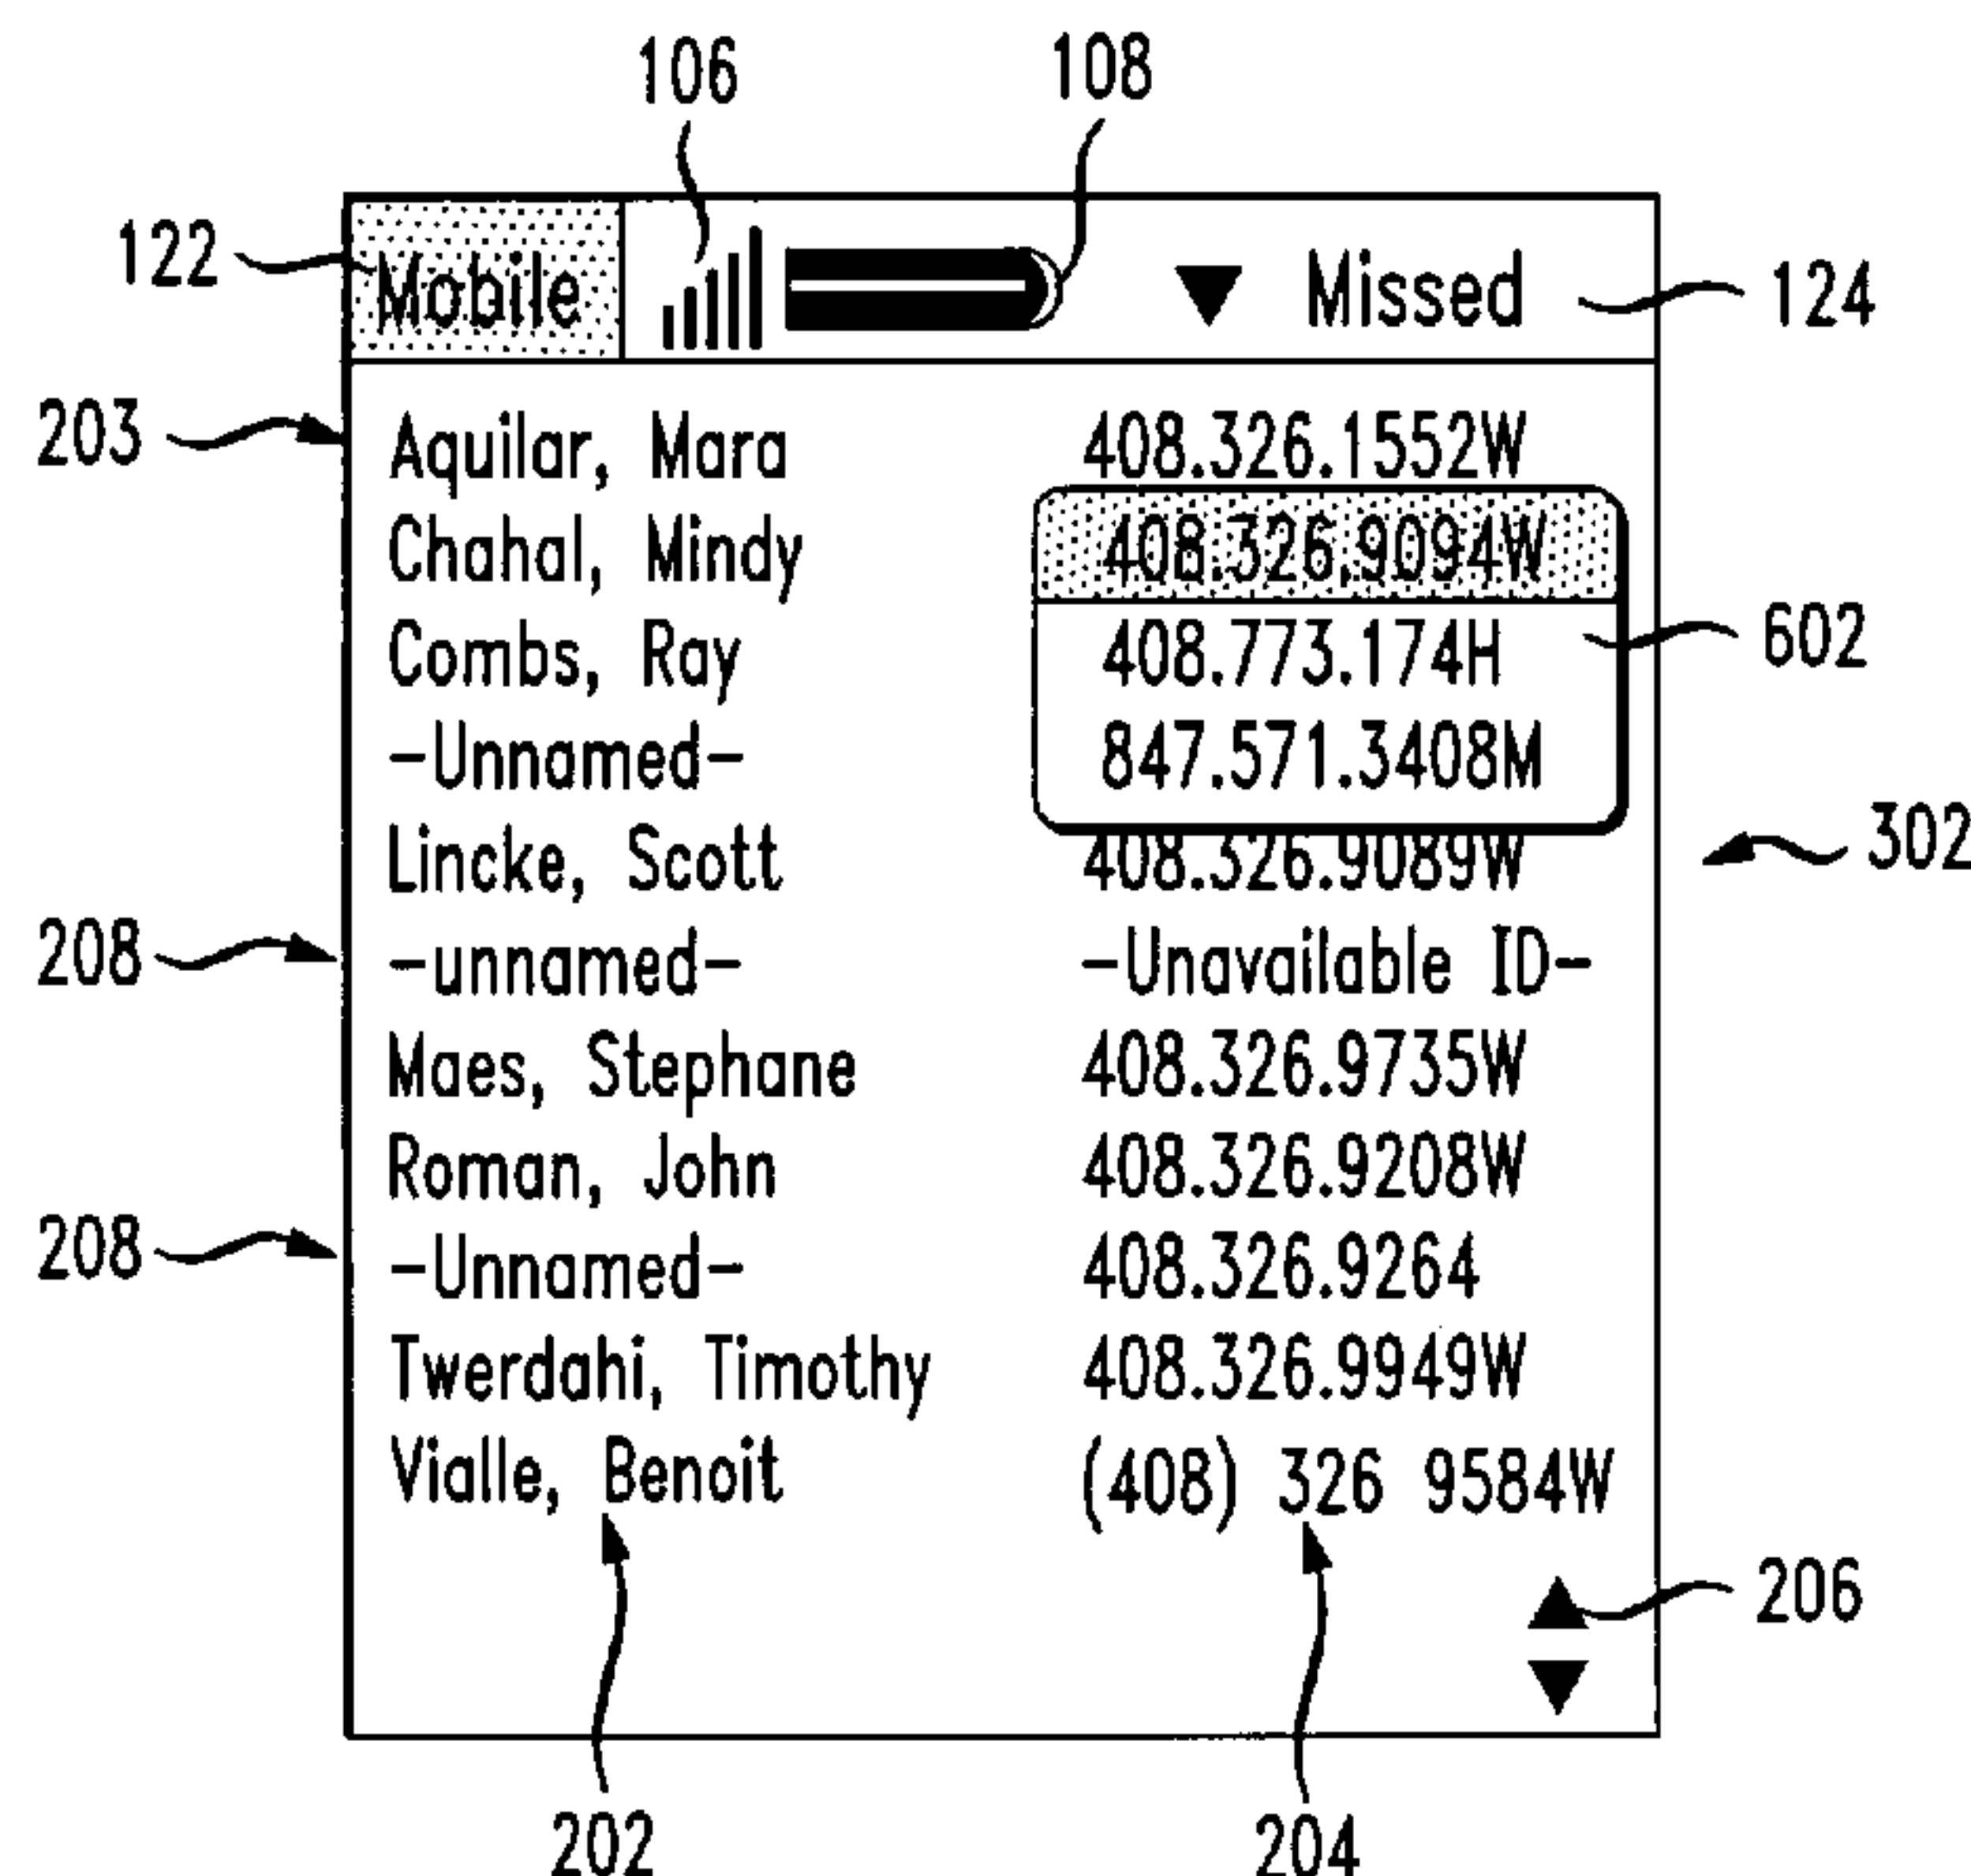 106 108
122 Mobile Missed 124
203 Aquilar, Mara 408.326.1552W
Chahal, Mindy 408.326.9094W
Combs, Ray 408.773.174H 602
-Unnamed- 847.571.3408M
Lincke, Scott 408.326.9089W 302
208 -unnamed- -Unavailable ID-
Maes, Stephane 408.326.9735W
Roman, John 408.326.9208W
208 -Unnamed- 408.326.9264
Twerdahi, Timothy 408.326.9949W
Vialle, Benoit (408) 326 9584W
206
202 204